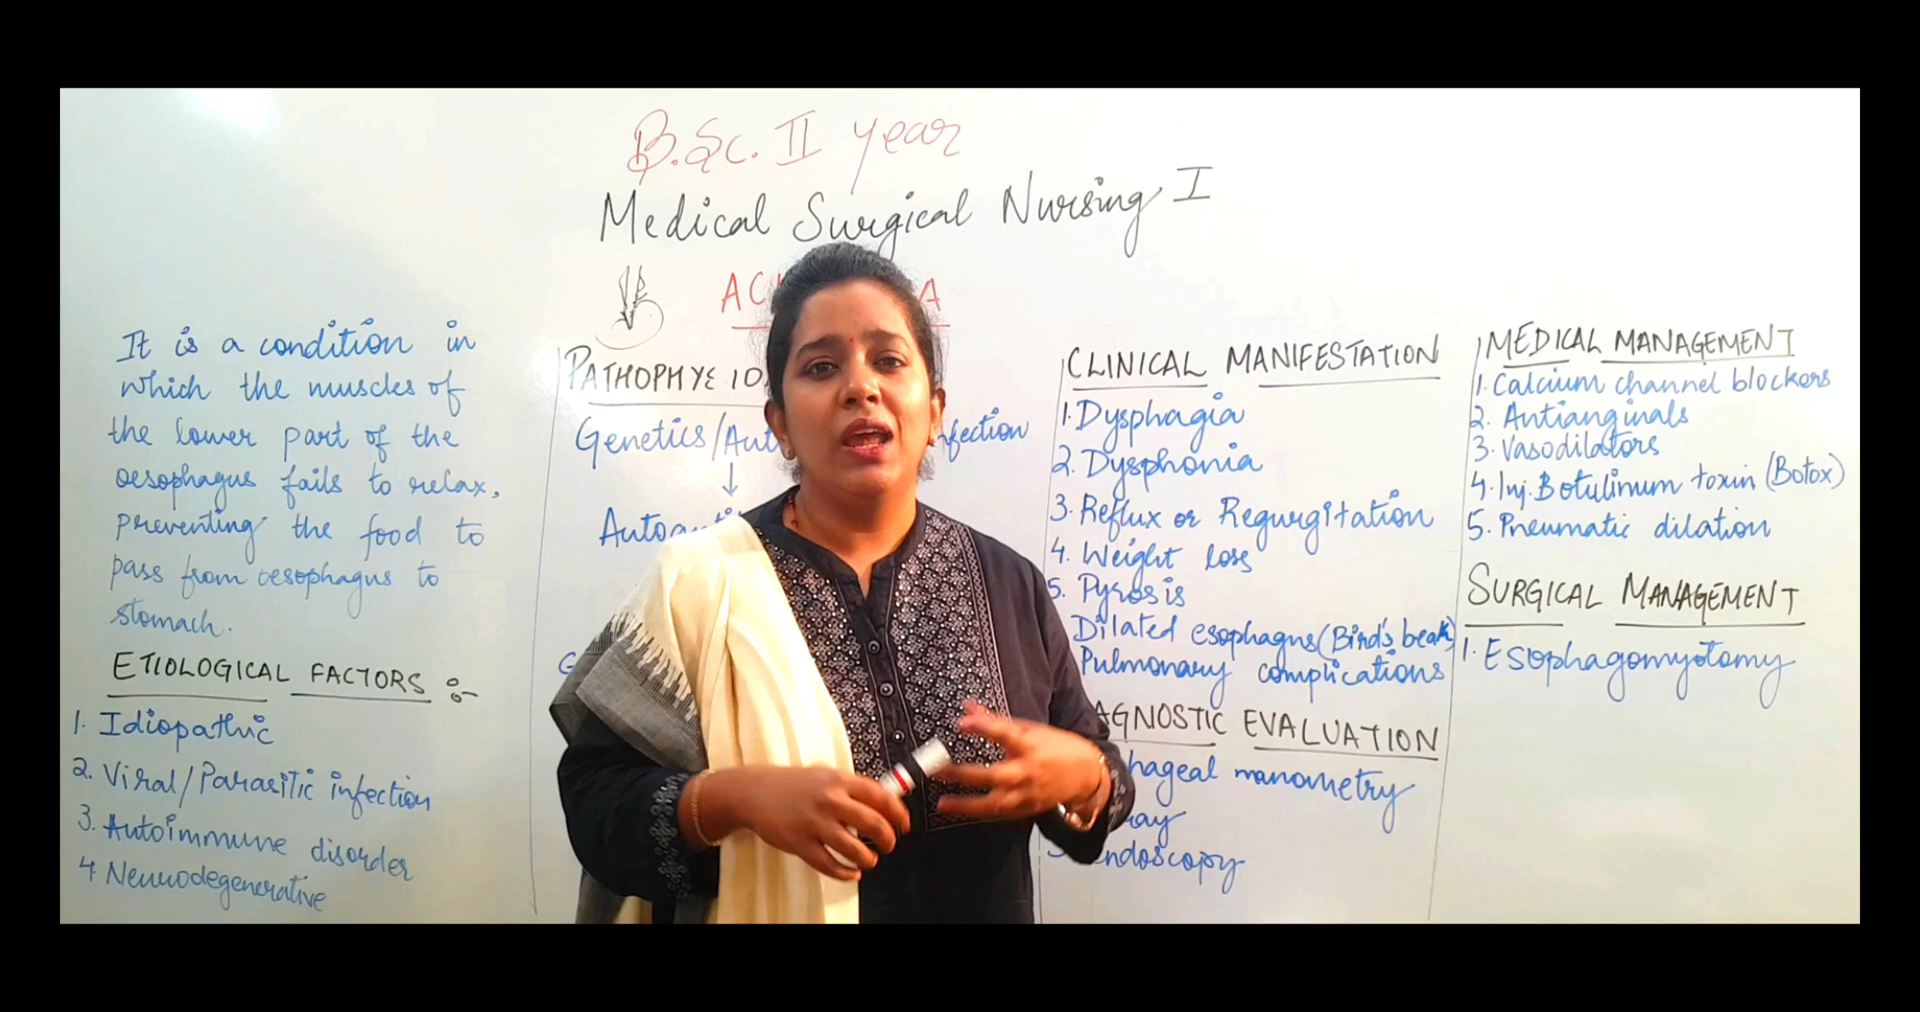 B.Sc. II year
Medical Surgical Nursing I
It is a condition in
which the muscles of
the lower part of the
oesophagus fails to relax,
preventing the food to
pass from oesophagus to
stomach.
ETIOLOGICAL FACTORS :-
1. Idiopathic
2. Viral/Parasitic infection
3. Autoimmune disorder
4. Neurodegenerative
Genetics/
CLINICAL MANIFESTATION
1. Dysphagia
2. Dysphonia
3. Reflux or Regurgitation
4. Weight loss
5. Pyrosis
Dilated esophagus (Bird's beak)
Pulmonary complications
EVALUATION
manometry
MEDICAL MANAGEMENT
1. Calcium channel blockers
2. Antianginals
3. Vasodilators
4. Inj. Botulinum toxin (Botox)
5. Pneumatic dilation
SURGICAL MANAGEMENT
1. Esophagomyotomy